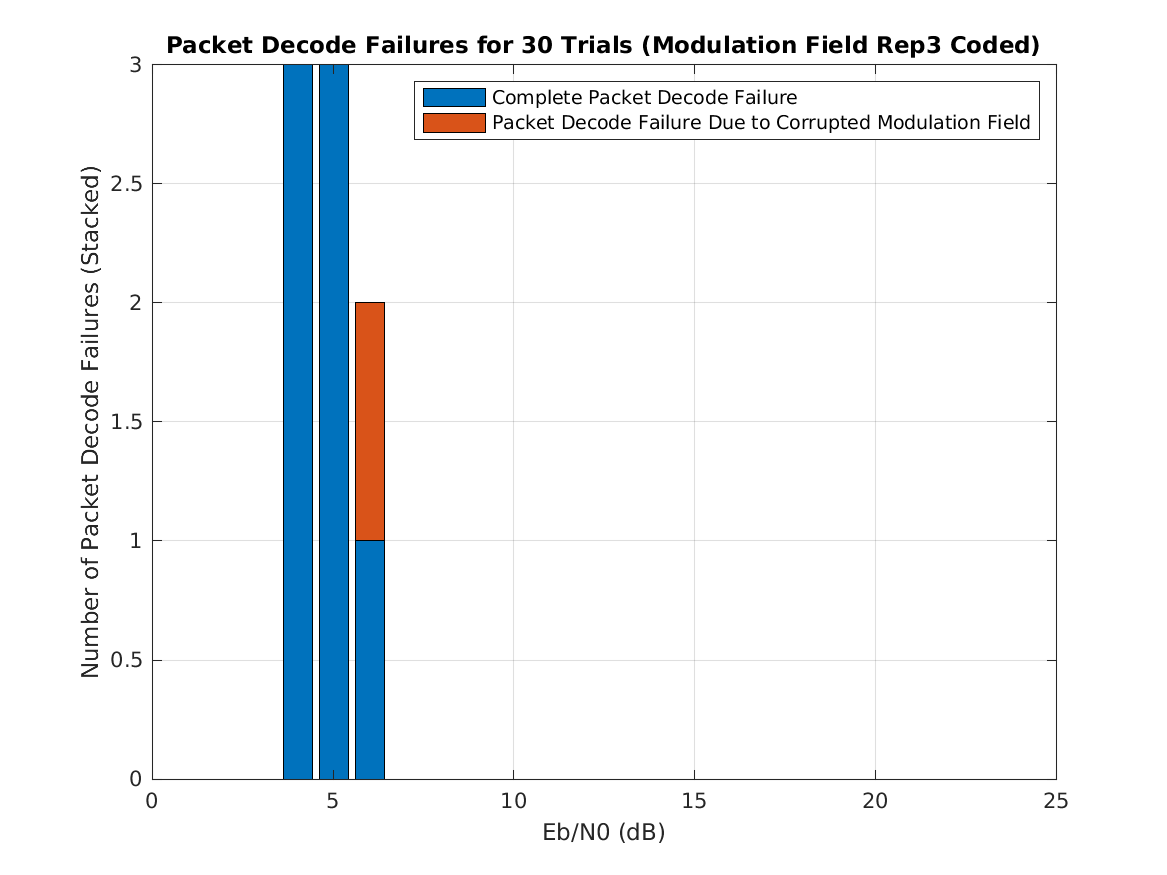 Packet Decode Failures for 30 Trials (Modulation Field Rep3 Coded)
Complete Packet Decode Failure
Packet Decode Failure Due to Corrupted Modulation Field
Number of Packet Decode Failures (Stacked)
3
2.5
2
1.5
1
0.5
0
0 5 10 15 20 25
Eb/N0 (dB)